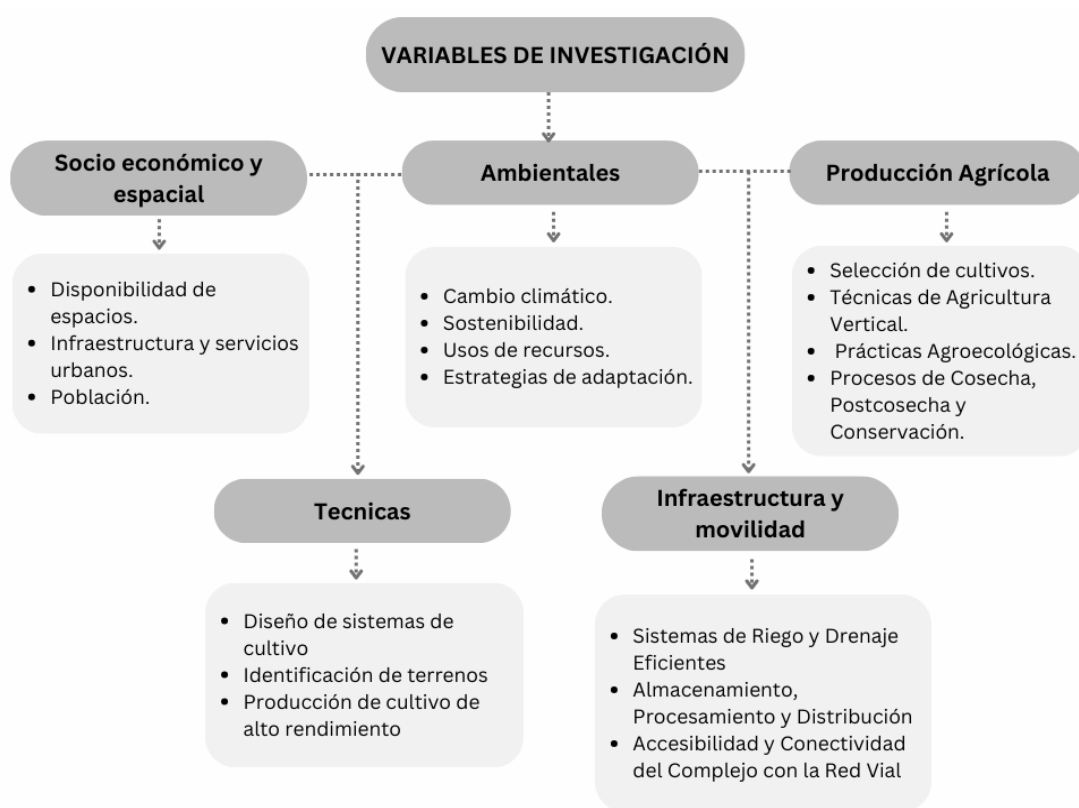 VARIABLES DE INVESTIGACIÓN
Socio económico y
espacial
Ambientales
Producción Agrícola
• Disponibilidad de
espacios.
• Infraestructura y servicios
urbanos.
• Población.
• Cambio climático.
• Sostenibilidad.
• Usos de recursos.
• Estrategias de adaptación.
• Selección de cultivos.
• Técnicas de Agricultura
Vertical.
• Prácticas Agroecológicas.
• Procesos de Cosecha,
Postcosecha y
Conservación.
Tecnicas
Infraestructura y
movilidad
• Diseño de sistemas de
cultivo
• Identificación de terrenos
• Producción de cultivo de
alto rendimiento
• Sistemas de Riego y Drenaje
Eficientes
• Almacenamiento,
Procesamiento y Distribución
• Accesibilidad y Conectividad
del Complejo con la Red Vial